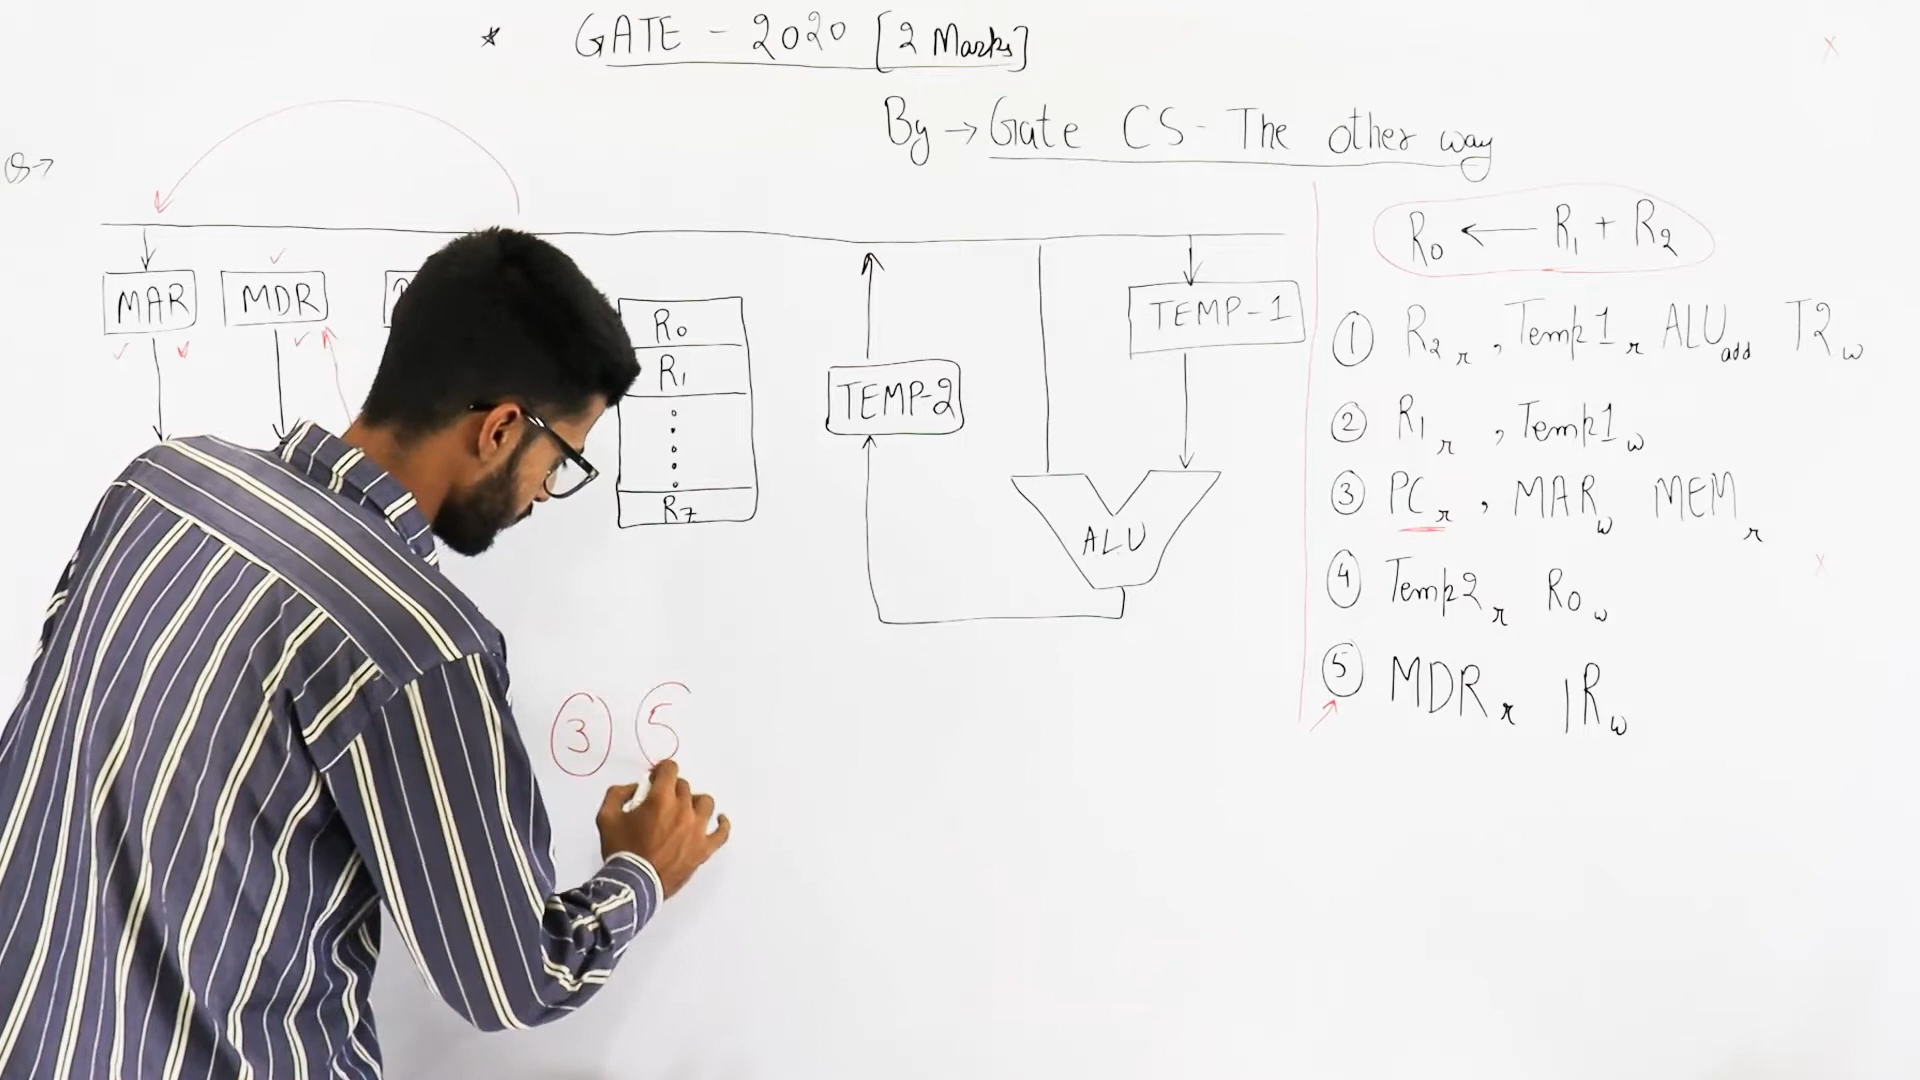 * GATE - 2020 [2 Marks]
By → Gate CS - The other way
Q→
MAR
MDR
R0
R1
R7
TEMP-2
TEMP-1
ALU
R0 ← R1 + R2
① R2 r , Temp1 r ALU add T2 w
② R1 r , Temp1 w
③ PC r , MAR w MEM r
④ Temp2 r R0 w
⑤ MDR r IR w
③ 5